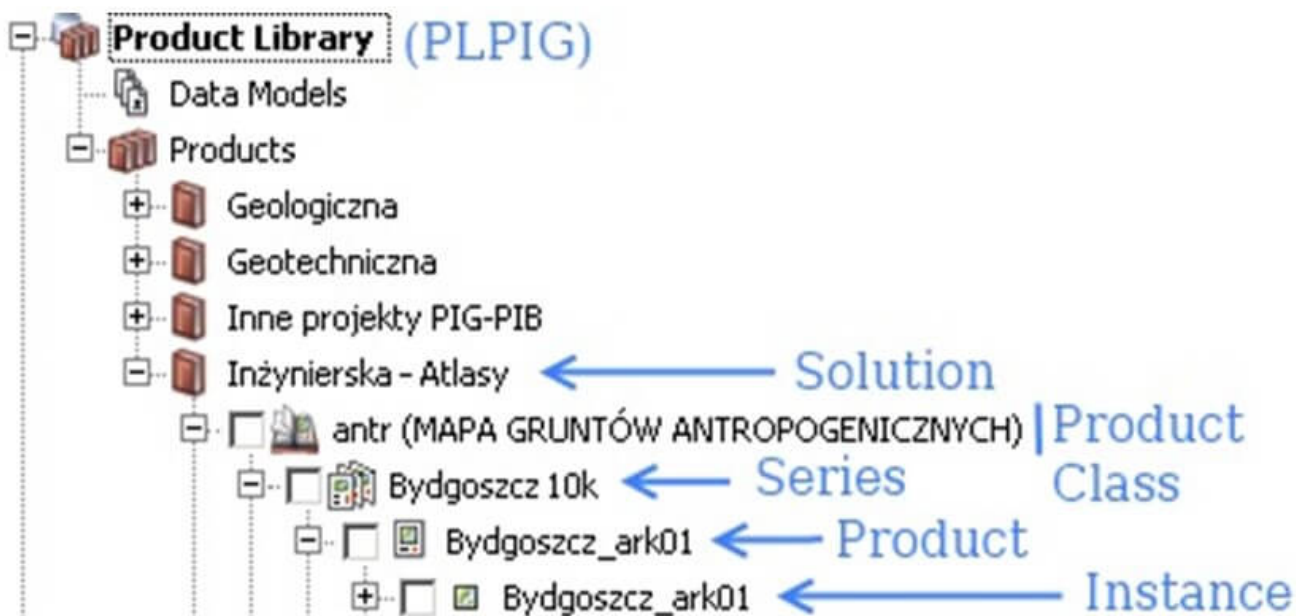 Product Library (PLPIG)
Data Models
Products
Geologiczna
Geotechniczna
Inne projekty PIG-PIB
Inżynierska - Atlasy Solution
antr (MAPA GRUNTÓW ANTROPOGENICZNYCH) Product
Class
Bydgoszcz 10k Series
Bydgoszcz_ark01 Product
Bydgoszcz_ark01 Instance